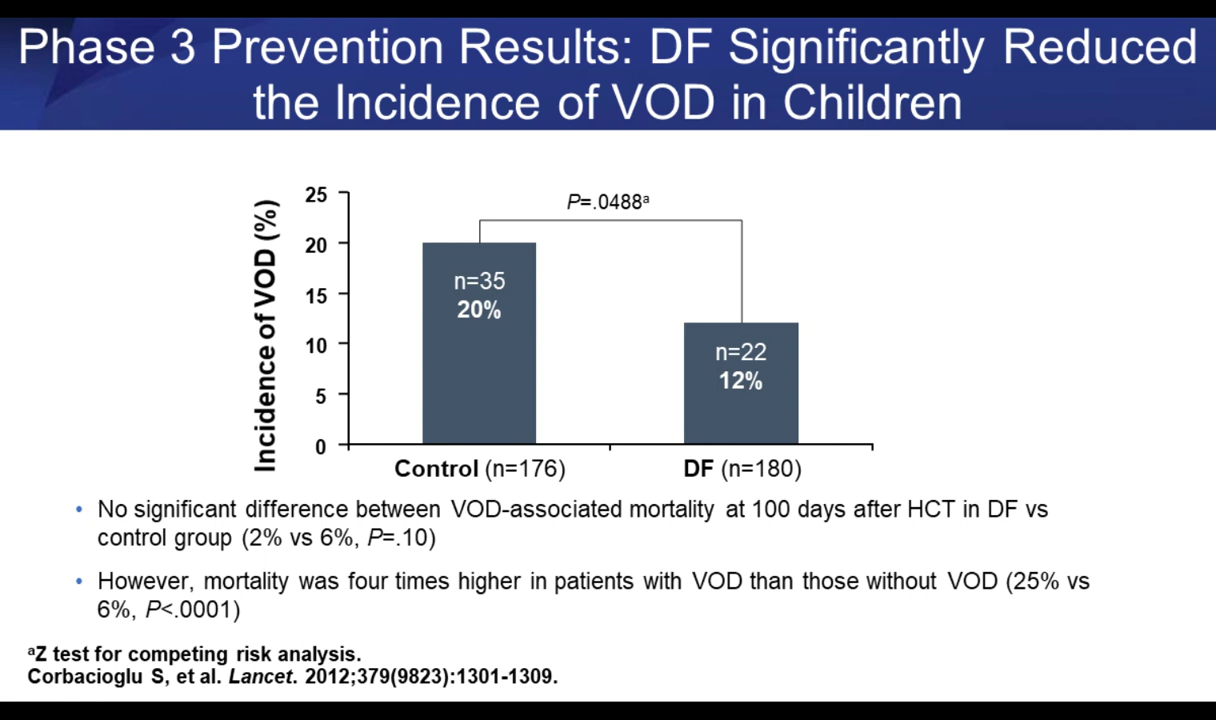 Phase 3 Prevention Results: DF Significantly Reduced
the Incidence of VOD in Children
Incidence of VOD (%)
25
20
15
10
5
0
P=.0488ª
n=35
20%
n=22
12%
Control (n=176)
DF (n=180)
• No significant difference between VOD-associated mortality at 100 days after HCT in DF vs
control group (2% vs 6%, P=.10)
• However, mortality was four times higher in patients with VOD than those without VOD (25% vs
6%, P<.0001)
ªZ test for competing risk analysis.
Corbacioglu S, et al. Lancet. 2012;379(9823):1301-1309.